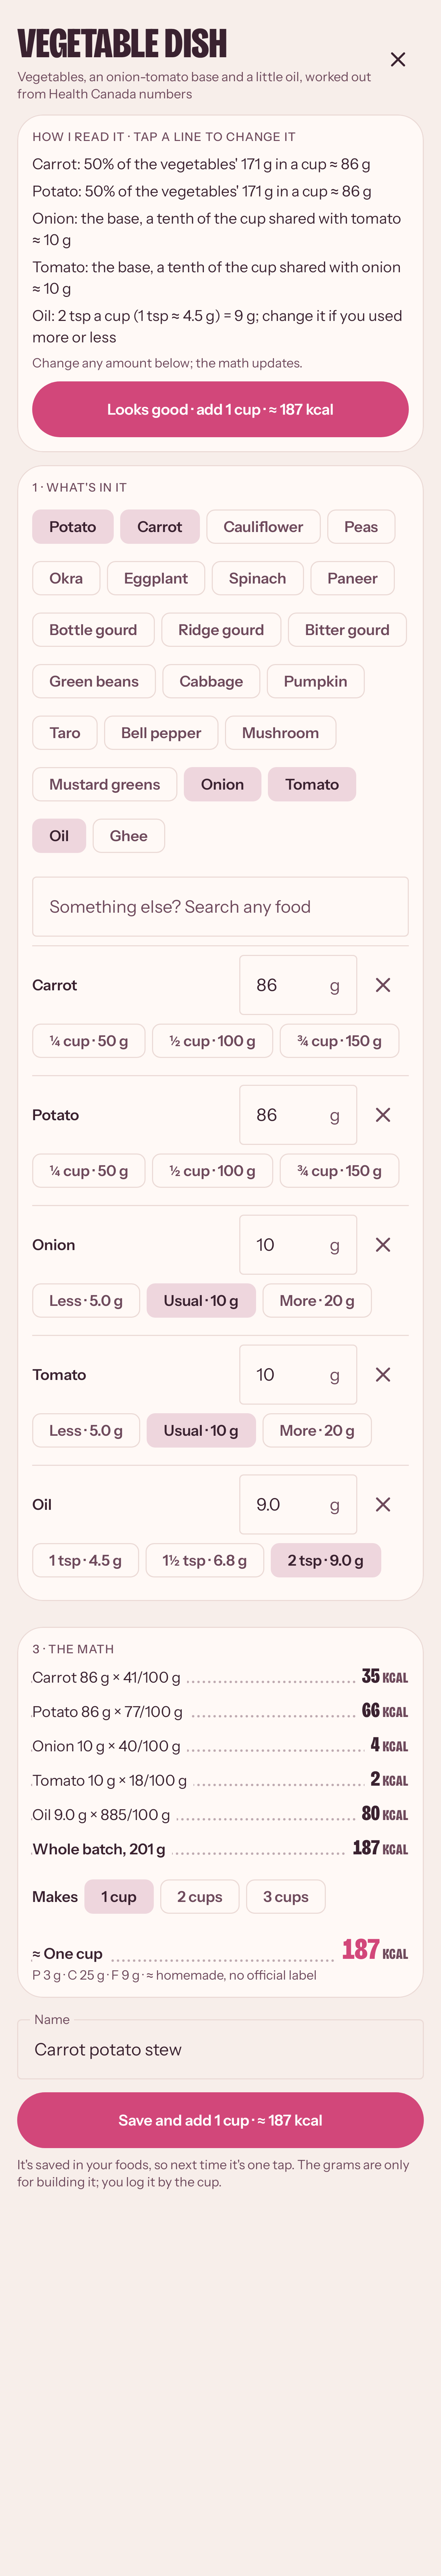 VEGETABLE DISH
Vegetables, an onion-tomato base and a little oil, worked out
from Health Canada numbers
HOW I READ IT · TAP A LINE TO CHANGE IT
Carrot: 50% of the vegetables' 171 g in a cup ≈ 86 g
Potato: 50% of the vegetables' 171 g in a cup ≈ 86 g
Onion: the base, a tenth of the cup shared with tomato
≈ 10 g
Tomato: the base, a tenth of the cup shared with onion
≈ 10 g
Oil: 2 tsp a cup (1 tsp ≈ 4.5 g) = 9 g; change it if you used
more or less
Change any amount below; the math updates.
Looks good · add 1 cup · ≈ 187 kcal
1 · WHAT'S IN IT
Potato Carrot Cauliflower Peas
Okra Eggplant Spinach Paneer
Bottle gourd Ridge gourd Bitter gourd
Green beans Cabbage Pumpkin
Taro Bell pepper Mushroom
Mustard greens Onion Tomato
Oil Ghee
Something else? Search any food
Carrot 86 g
¼ cup · 50 g ½ cup · 100 g ¾ cup · 150 g
Potato 86 g
¼ cup · 50 g ½ cup · 100 g ¾ cup · 150 g
Onion 10 g
Less · 5.0 g Usual · 10 g More · 20 g
Tomato 10 g
Less · 5.0 g Usual · 10 g More · 20 g
Oil 9.0 g
1 tsp · 4.5 g 1½ tsp · 6.8 g 2 tsp · 9.0 g
3 · THE MATH
Carrot 86 g × 41/100 g 35 KCAL
Potato 86 g × 77/100 g 66 KCAL
Onion 10 g × 40/100 g 4 KCAL
Tomato 10 g × 18/100 g 2 KCAL
Oil 9.0 g × 885/100 g 80 KCAL
Whole batch, 201 g 187 KCAL
Makes 1 cup 2 cups 3 cups
≈ One cup 187 KCAL
P 3 g · C 25 g · F 9 g · ≈ homemade, no official label
Name
Carrot potato stew
Save and add 1 cup · ≈ 187 kcal
It's saved in your foods, so next time it's one tap. The grams are only
for building it; you log it by the cup.